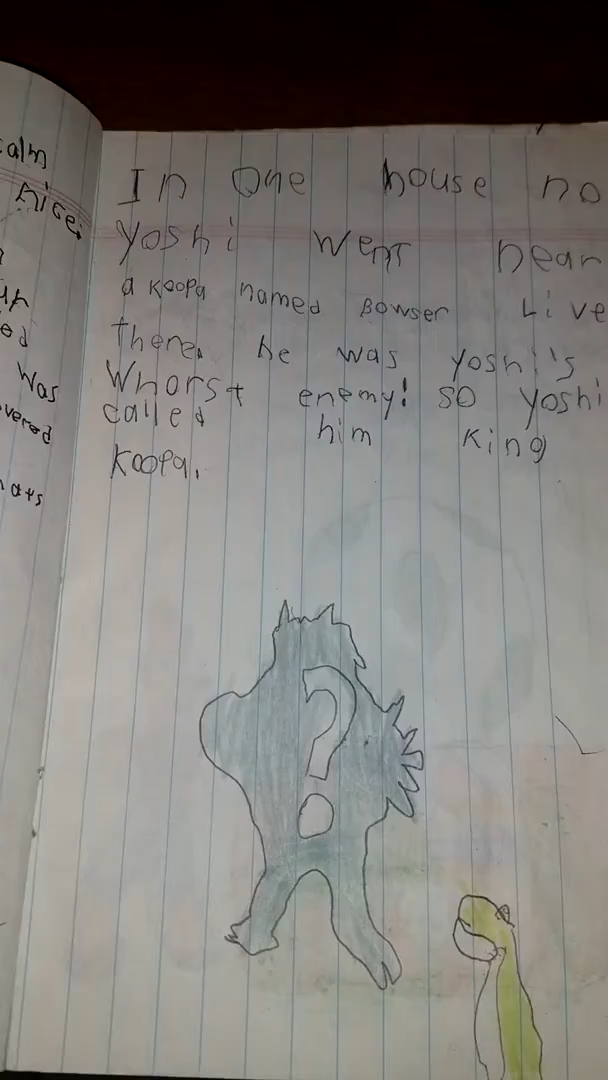 calm
nice.
was
In One house no
yoshi went near
a koopa named Bowser Live
there. he was yoshi's
Whorst enemy! so yoshi
called him king
koopa.
?